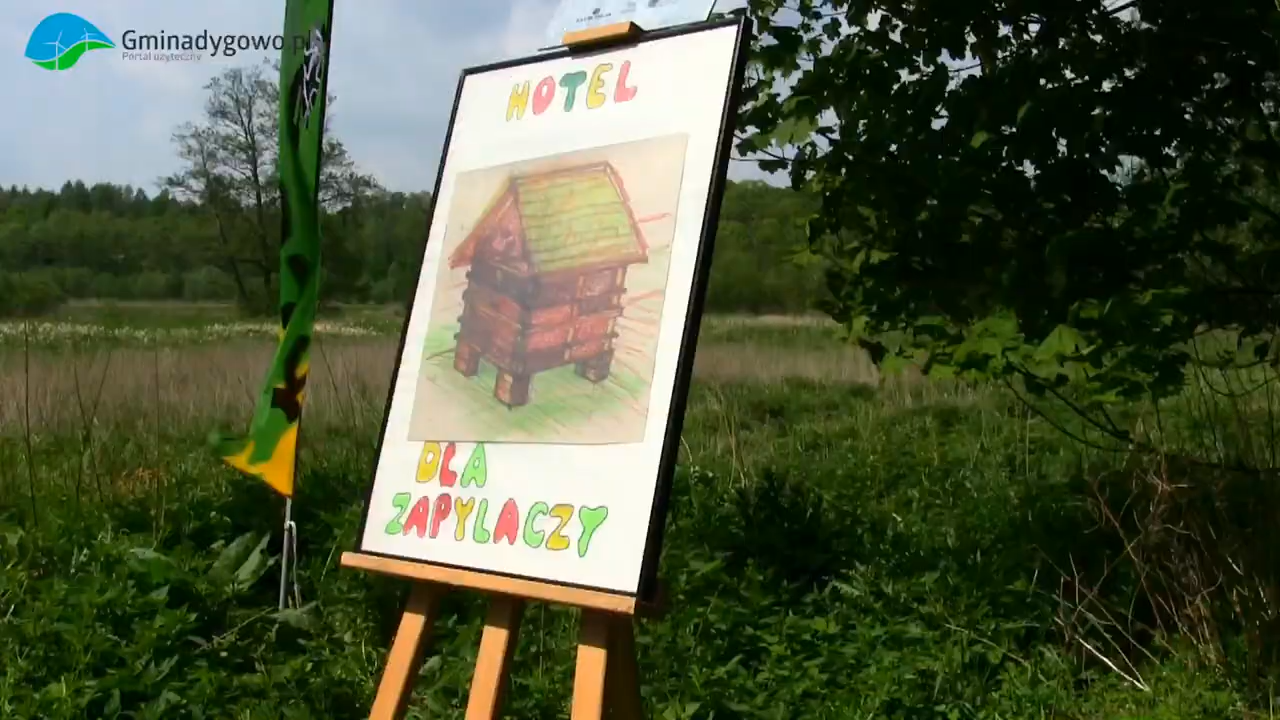 Gminadygowo.pl
Portal użyteczny
HOTEL
DLA
ZAPYLACZY